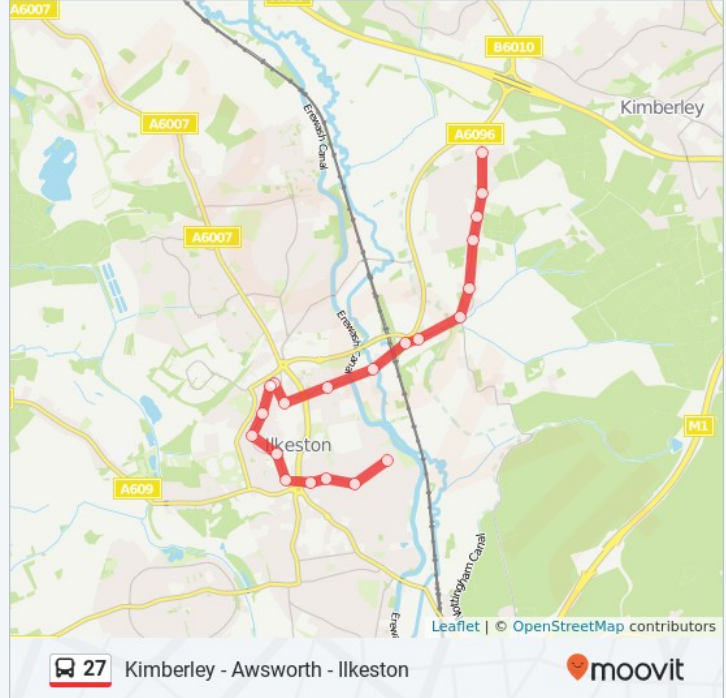 A6007
B6010
Kimberley
A6007
A6096
Erewash Canal
A6007
Erewash Canal
M1
Ilkeston
A609
Nottingham Canal
Leaflet | © OpenStreetMap contributors
27 Kimberley - Awsworth - Ilkeston
moovit